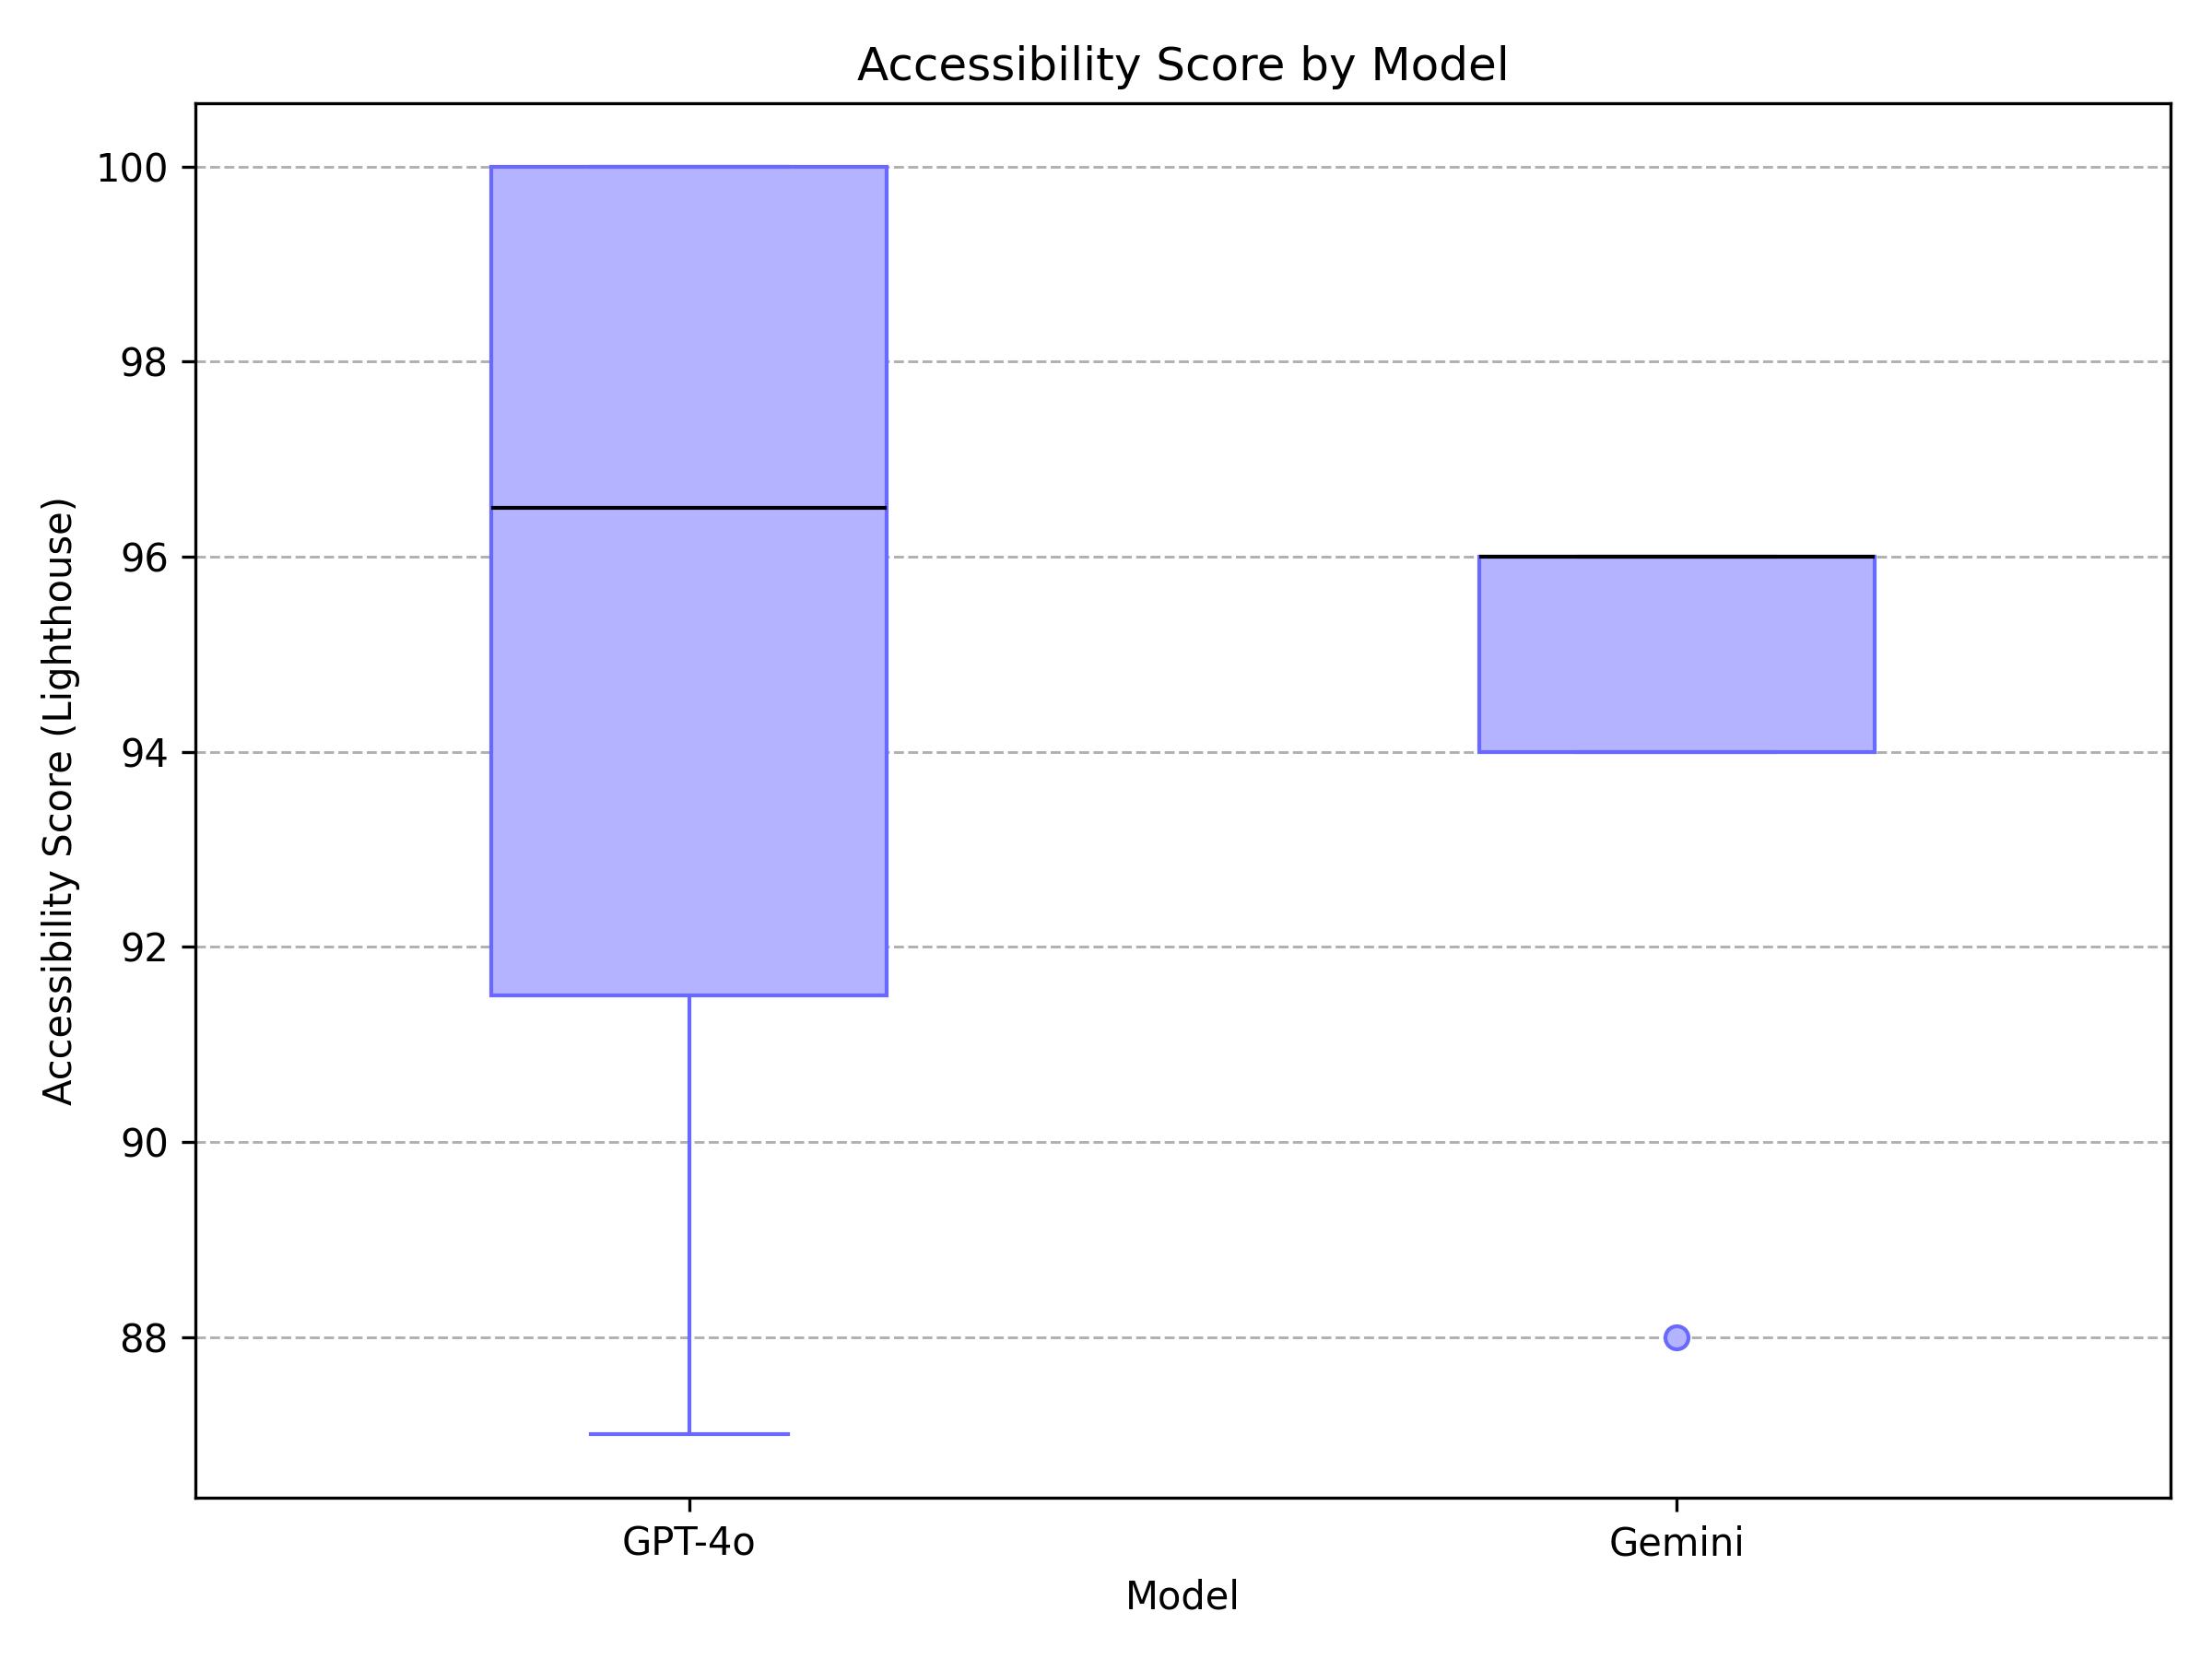 Accessibility Score by Model
Accessibility Score (Lighthouse)
100
98
96
94
92
90
88
GPT-4o
Gemini
Model